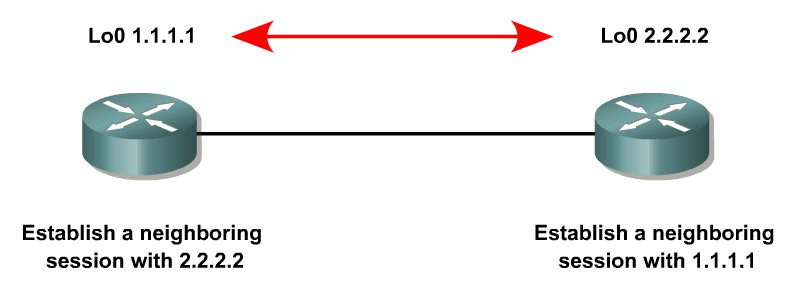 Lo0 1.1.1.1
Lo0 2.2.2.2
Establish a neighboring
session with 2.2.2.2
Establish a neighboring
session with 1.1.1.1